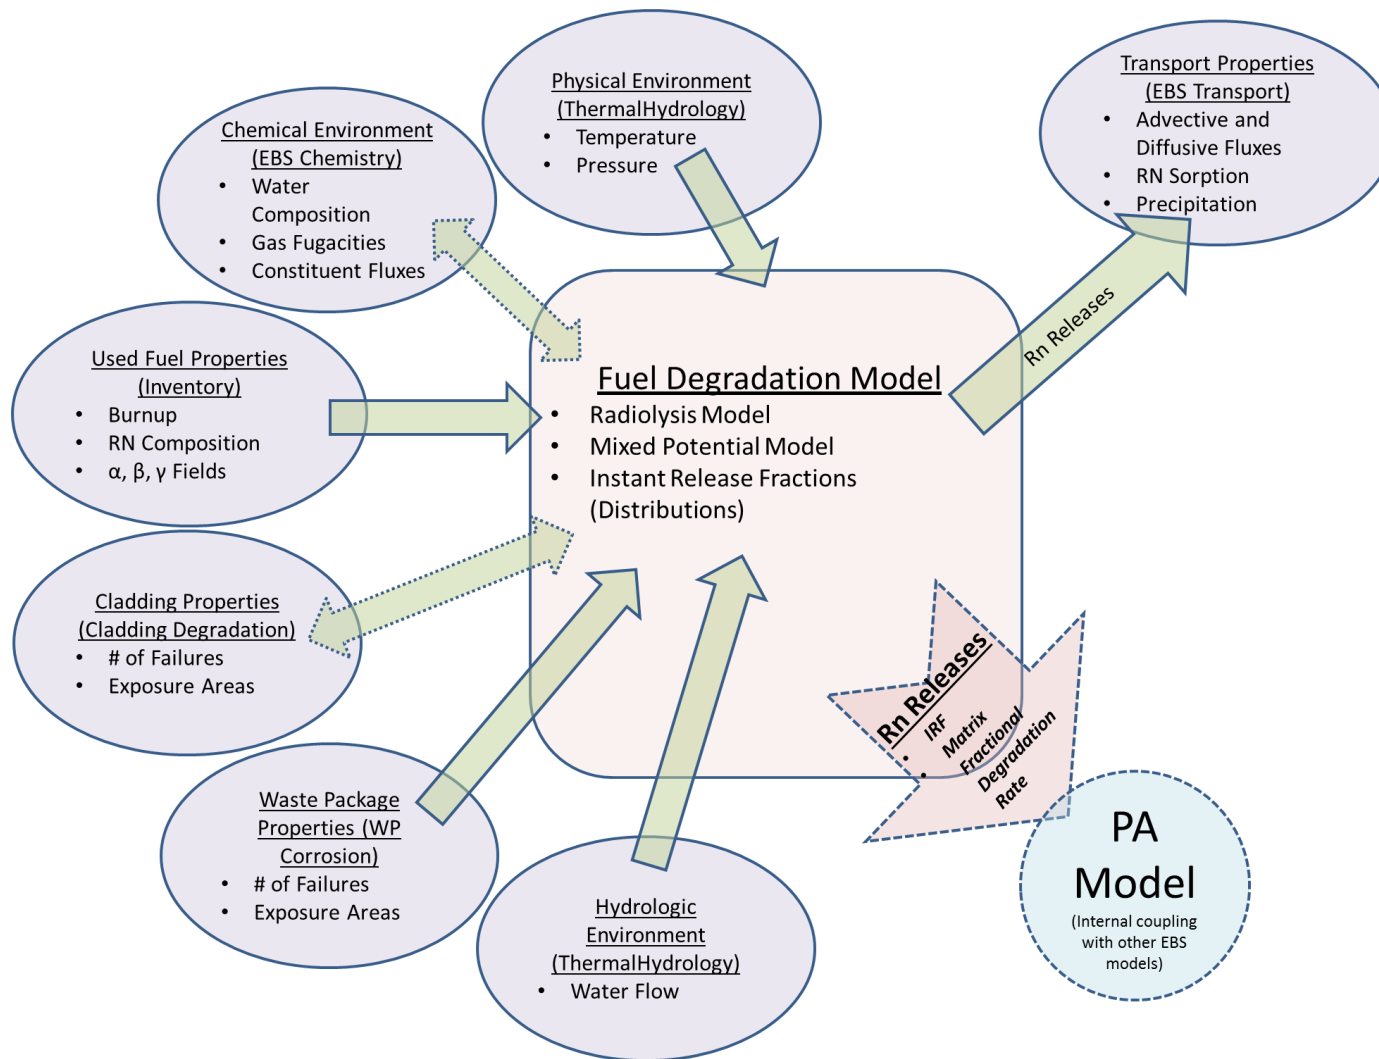 Physical Environment
(ThermalHydrology)
• Temperature
• Pressure
Transport Properties
(EBS Transport)
• Advective and
Diffusive Fluxes
• RN Sorption
• Precipitation
Chemical Environment
(EBS Chemistry)
• Water
Composition
• Gas Fugacities
• Constituent Fluxes
Rn Releases
Used Fuel Properties
(Inventory)
• Burnup
• RN Composition
• α, β, γ Fields
Fuel Degradation Model
• Radiolysis Model
• Mixed Potential Model
• Instant Release Fractions
(Distributions)
Cladding Properties
(Cladding Degradation)
• # of Failures
• Exposure Areas
Rn Releases
• IRF
• Matrix
Fractional
Degradation
Rate
Waste Package
Properties (WP
Corrosion)
• # of Failures
• Exposure Areas
Hydrologic
Environment
(ThermalHydrology)
• Water Flow
PA
Model
(Internal coupling
with other EBS
models)